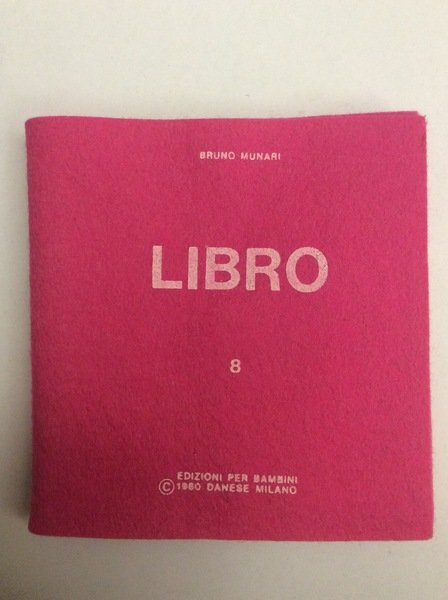 BRUNO MUNARI
LIBRO
8
EDIZIONI PER BAMBINI
© 1980 DANESE MILANO